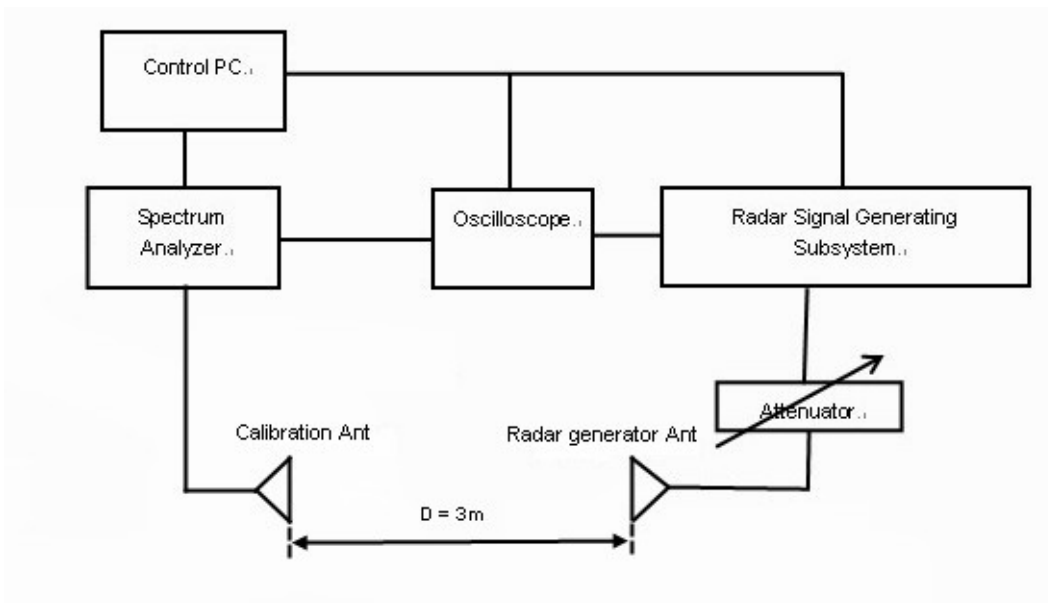 Control PC.
Spectrum
Analyzer.
Oscilloscope.
Radar Signal Generating
Subsystem.
Attenuator.
Calibration Ant
Radar generator Ant
D = 3m